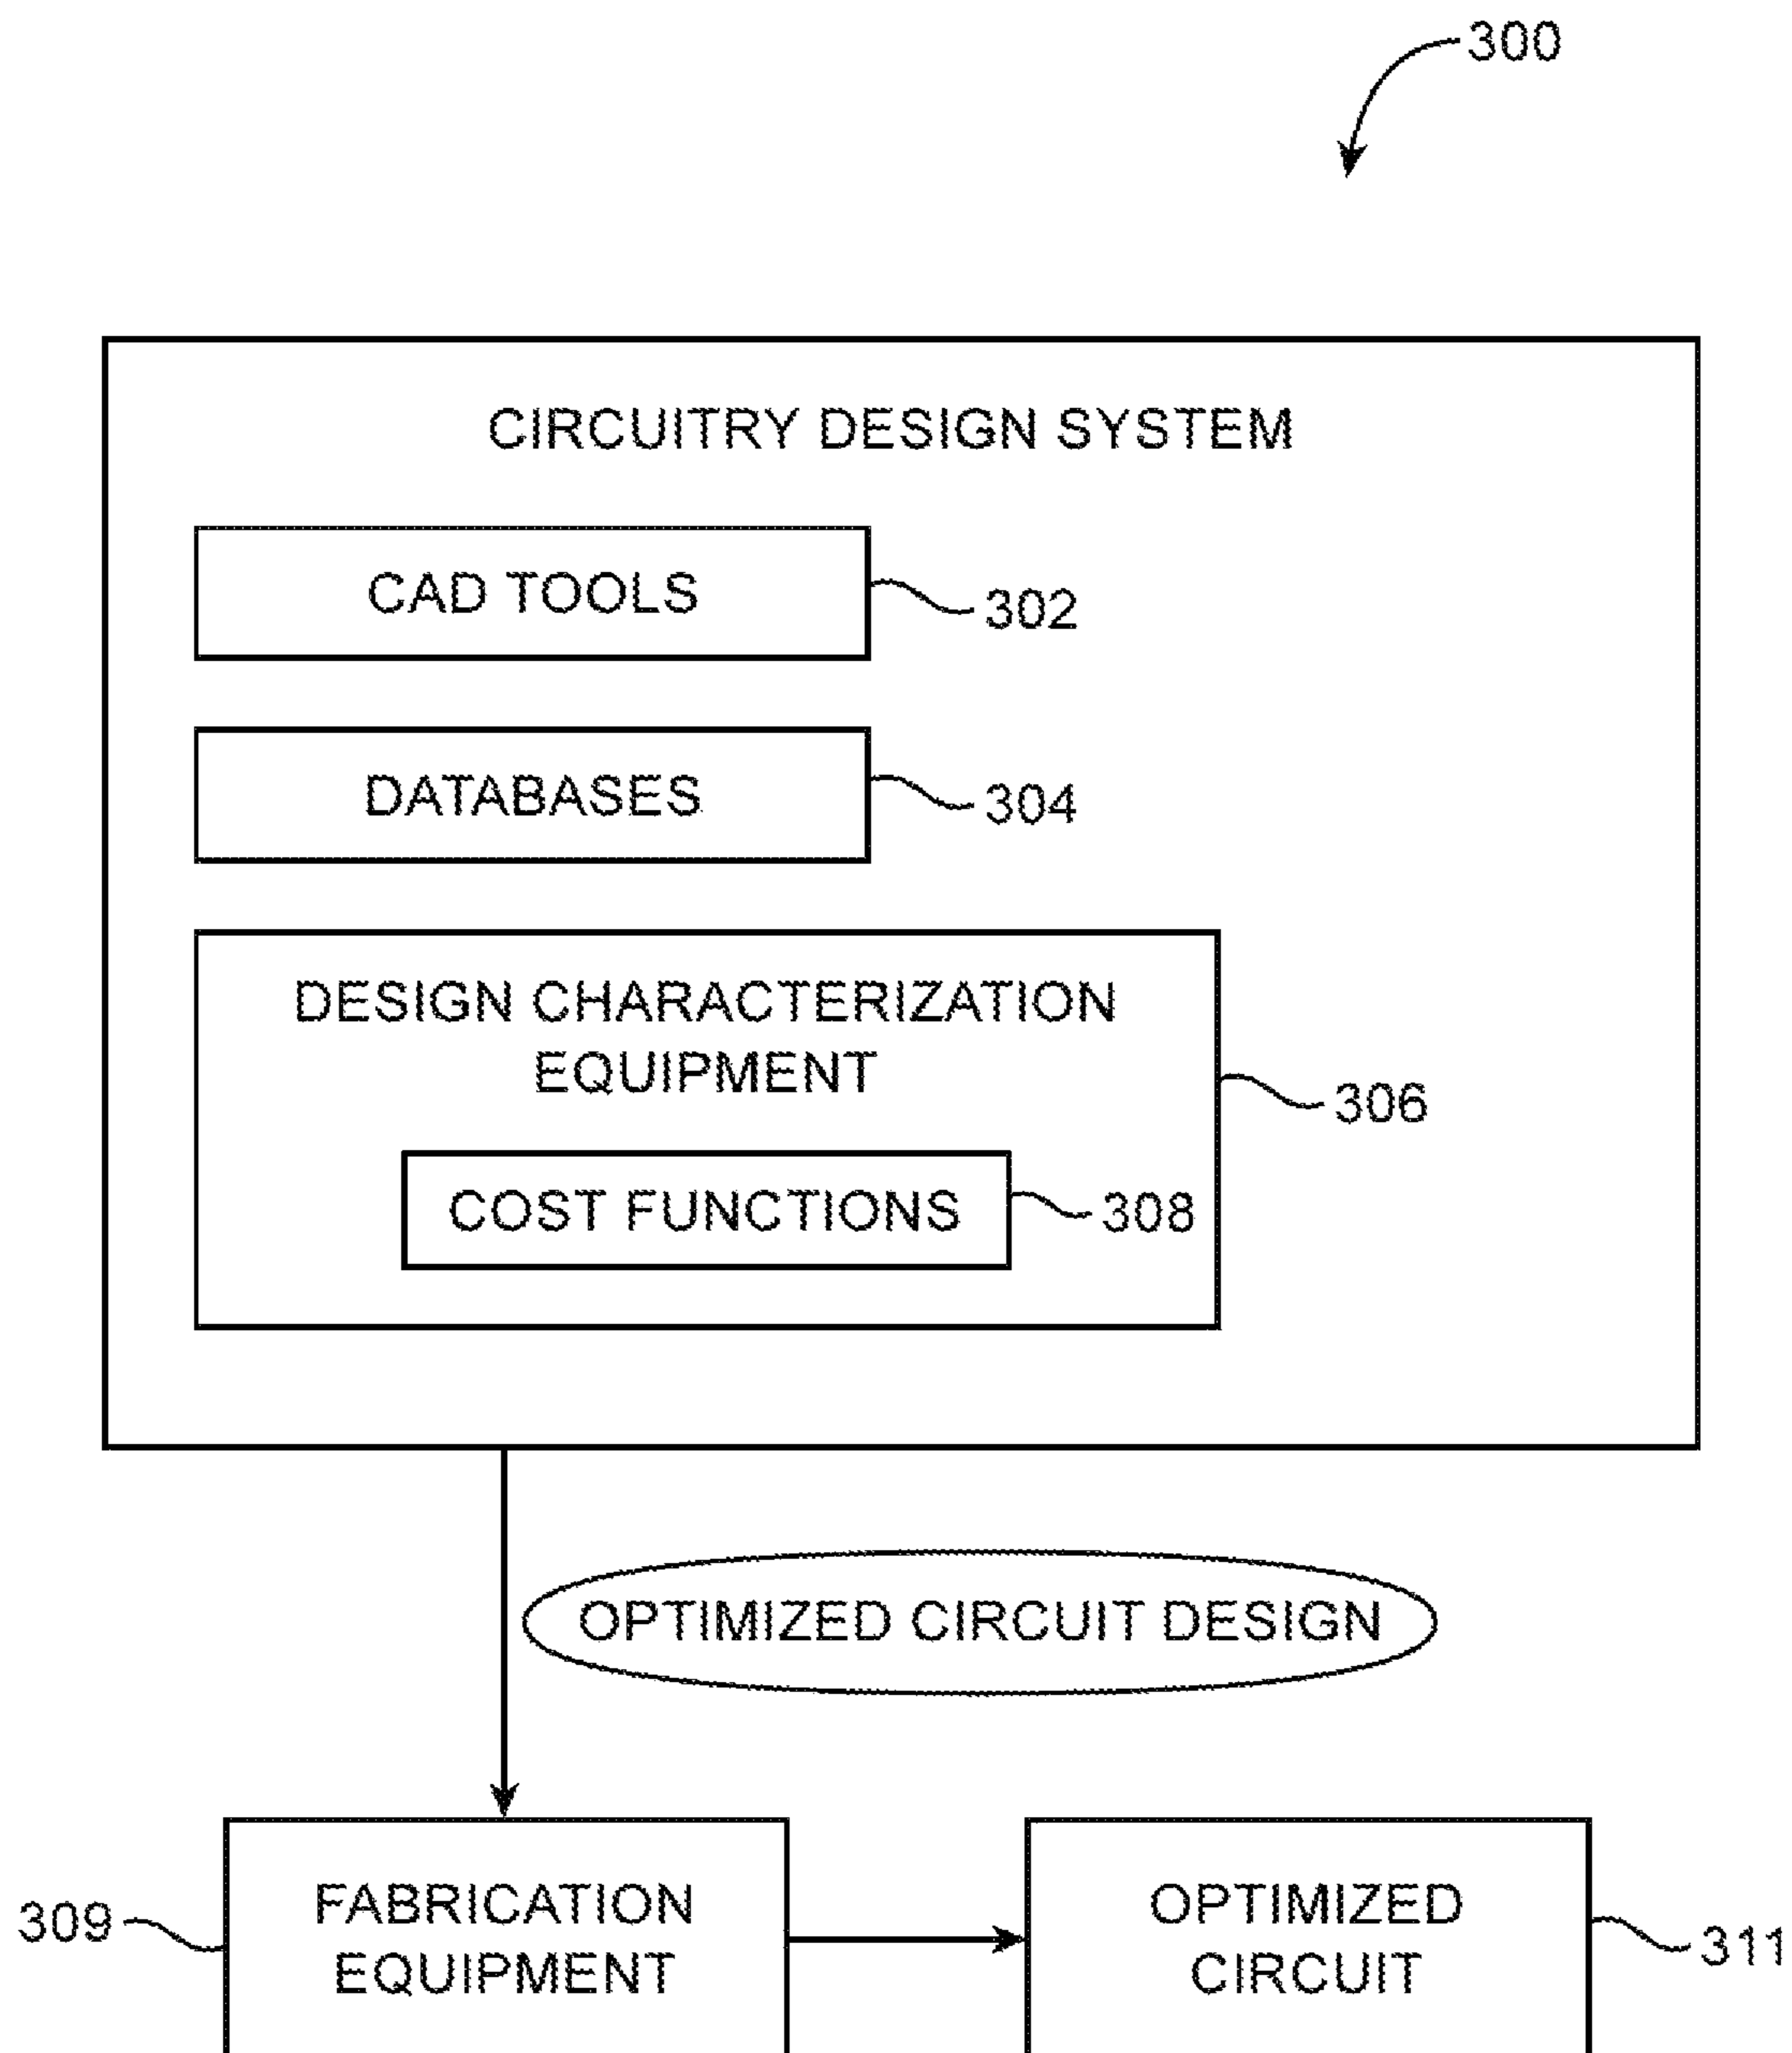 300
CIRCUITRY DESIGN SYSTEM
CAD TOOLS
302
DATABASES
304
DESIGN CHARACTERIZATION
EQUIPMENT
306
COST FUNCTIONS
308
OPTIMIZED CIRCUIT DESIGN
309
FABRICATION
EQUIPMENT
OPTIMIZED
CIRCUIT
311